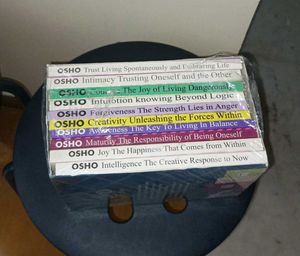 OSHO Trust Living Spontaneously and Embracing Life
OSHO Intimacy Trusting Oneself and the Other
OSHO Courage The Joy of Living Dangerously
OSHO Intutution knowing Beyond Logic
OSHO Forgiveness The Strength Lies in Anger
OSHO Creativity Unleashing the Forces Within
OSHO Awareness The Key To Living In Balance
OSHO Maturity The Responsibility of Being Oneself
OSHO Joy The Happiness That Comes from Within
OSHO Intelligence The Creative Response to Now